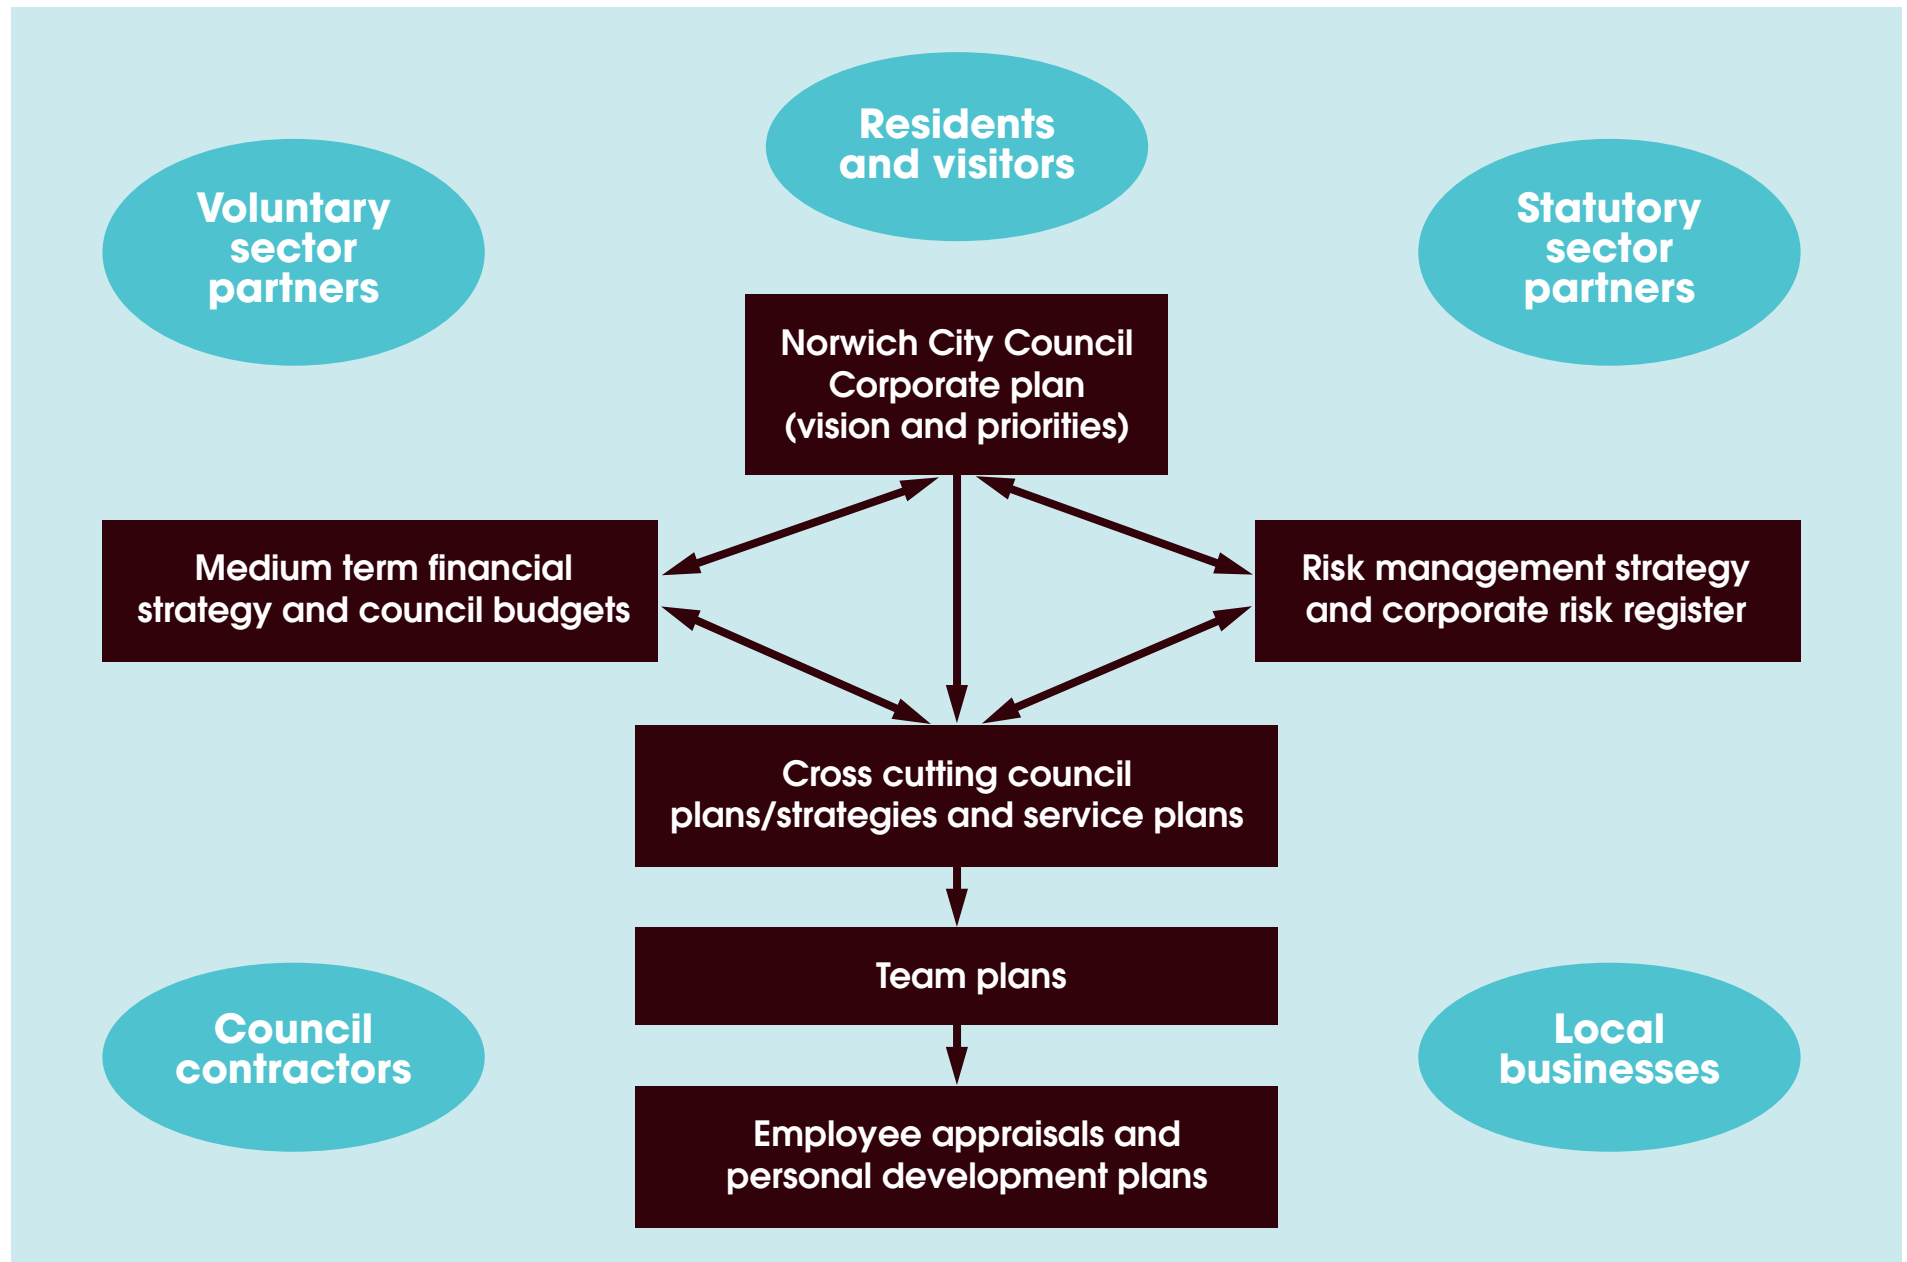 Residents
and visitors
Voluntary
sector
partners
Statutory
sector
partners
Norwich City Council
Corporate plan
(vision and priorities)
Medium term financial
strategy and council budgets
Risk management strategy
and corporate risk register
Cross cutting council
plans/strategies and service plans
Team plans
Council
contractors
Local
businesses
Employee appraisals and
personal development plans